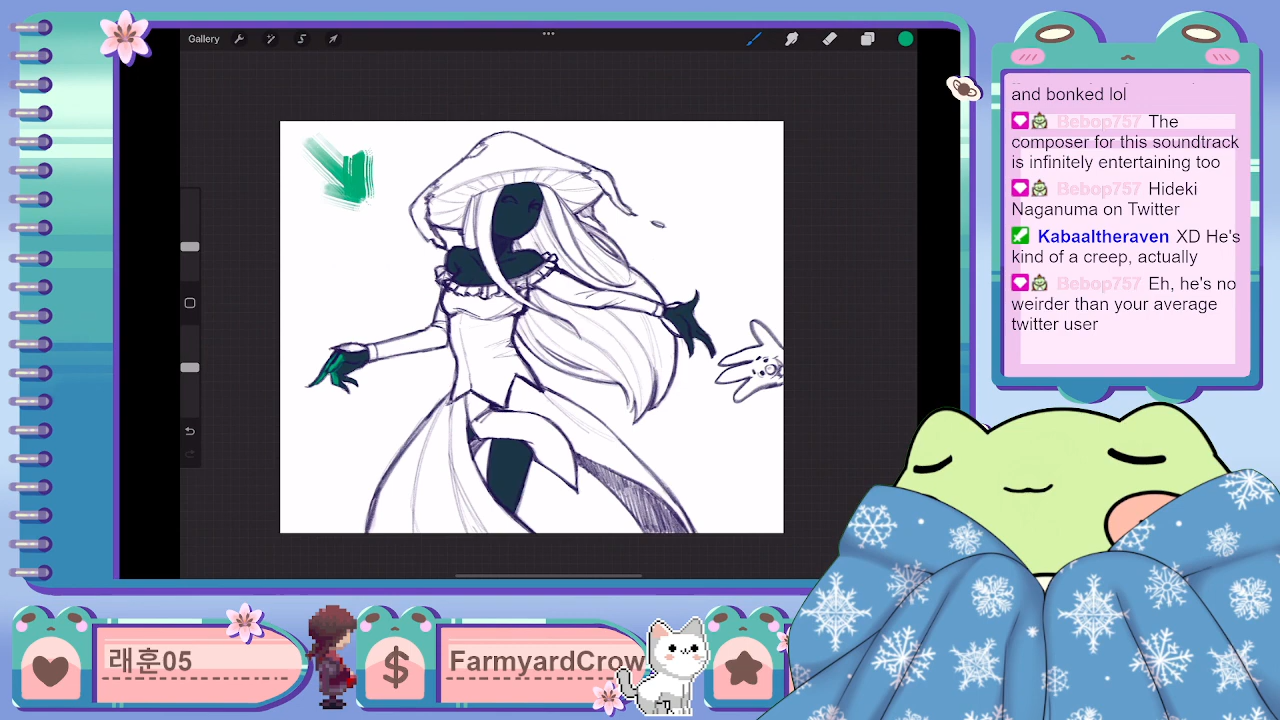 Gallery
and bonked lol
Bebop757 The
composer for this soundtrack
is infinitely entertaining too
Bebop757 Hideki
Naganuma on Twitter
Kabaaltheraven XD He's
kind of a creep, actually
Bebop757 Eh, he's no
weirder than your average
twitter user
래훈05
$
FarmyardCrow